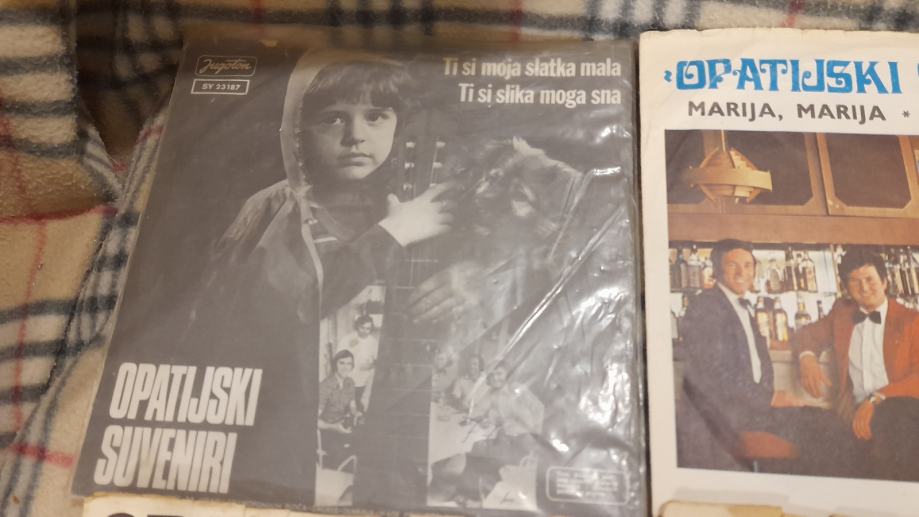 Jugoton
SY 23187
Ti si moja slatka mala
Ti si slika moga sna
OPATIJSKI
SUVENIRI
OPATIJSKI
MARIJA, MARIJA *